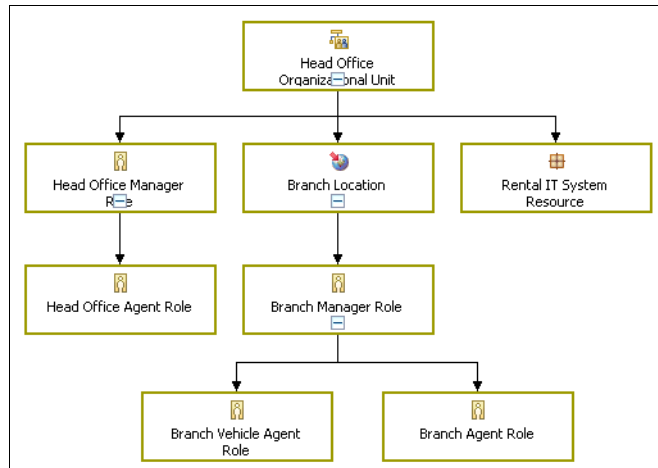 Head Office
Organizational Unit
Head Office Manager
Role
Branch Location
Rental IT System
Resource
Head Office Agent Role
Branch Manager Role
Branch Vehicle Agent
Role
Branch Agent Role